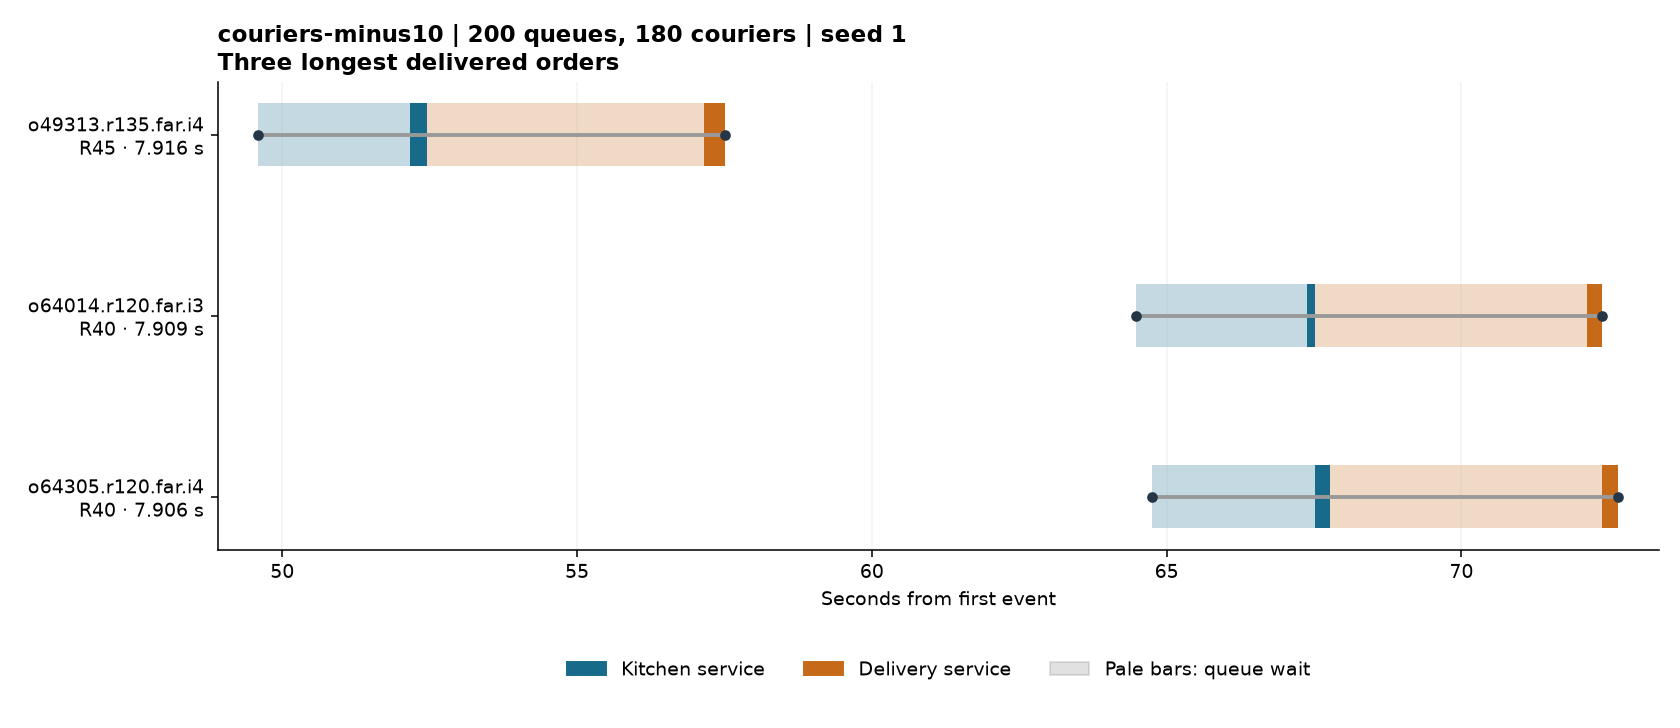 couriers-minus10 | 200 queues, 180 couriers | seed 1
Three longest delivered orders
o49313.r135.far.i4
R45 · 7.916 s
o64014.r120.far.i3
R40 · 7.909 s
o64305.r120.far.i4
R40 · 7.906 s
50 55 60 65 70
Seconds from first event
Kitchen service Delivery service Pale bars: queue wait